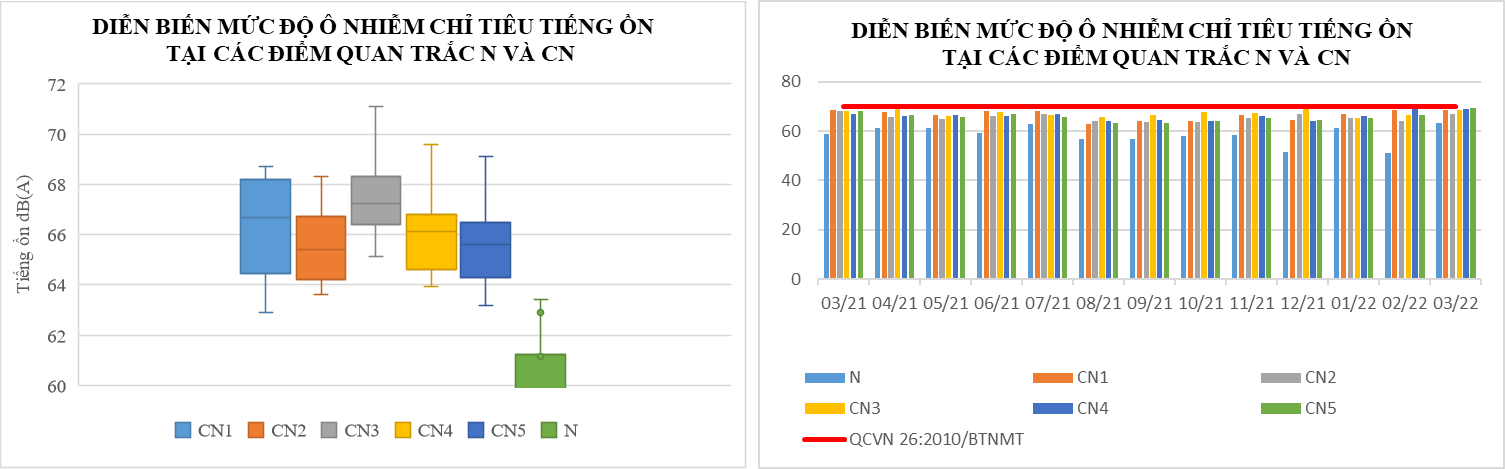 DIỄN BIẾN MỨC ĐỘ Ô NHIỄM CHỈ TIÊU TIẾNG ỒN
TẠI CÁC ĐIỂM QUAN TRẮC N VÀ CN
72
70
68
66
64
62
60
Tiếng ồn dB(A)
CN1 CN2 CN3 CN4 CN5 N
DIỄN BIẾN MỨC ĐỘ Ô NHIỄM CHỈ TIÊU TIẾNG ỒN
TẠI CÁC ĐIỂM QUAN TRẮC N VÀ CN
80
60
40
20
0
03/21 04/21 05/21 06/21 07/21 08/21 09/21 10/21 11/21 12/21 01/22 02/22 03/22
N CN1 CN2
CN3 CN4 CN5
QCVN 26:2010/BTNMT